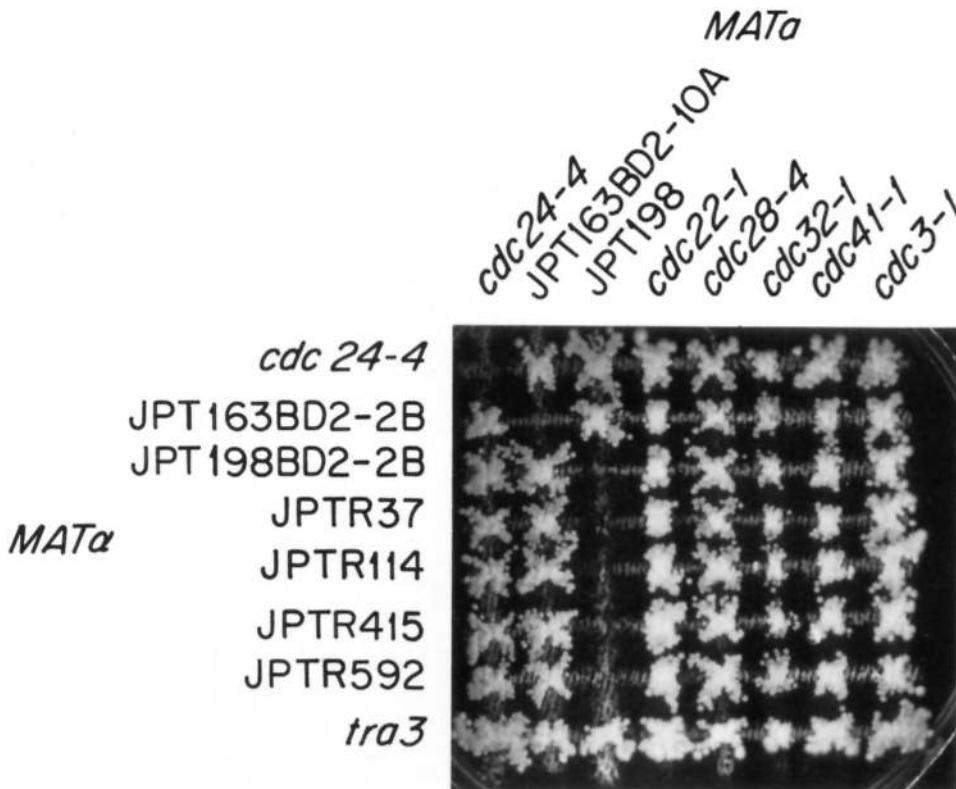 MATa
cdc24-4
JPT163BD2-10A
JPT198
cdc22-1
cdc28-4
cdc32-1
cdc41-1
cdc3-1
cdc 24-4
JPT163BD2-2B
JPT198BD2-2B
JPTR37
MATα
JPTR114
JPTR415
JPTR592
tra3